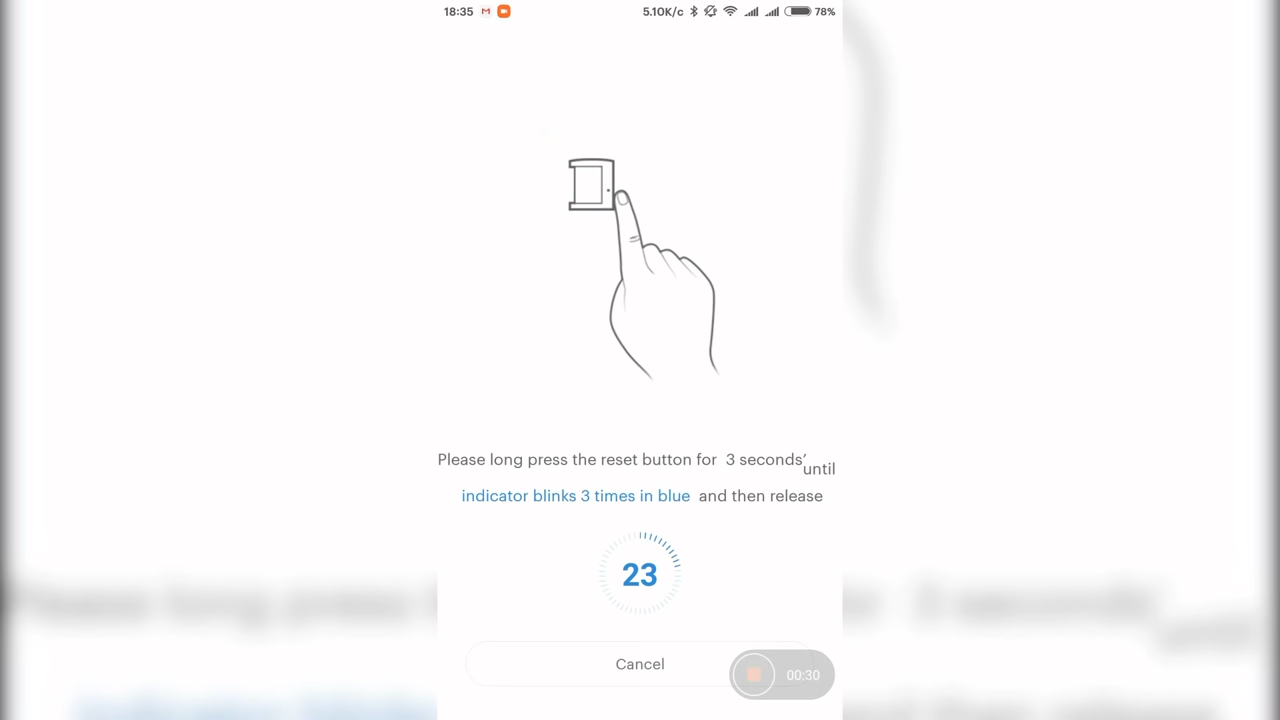 18:35 M 5.10K/c 78%
Please long press the reset button for 3 seconds’ until
indicator blinks 3 times in blue and then release
23
Cancel
00:30